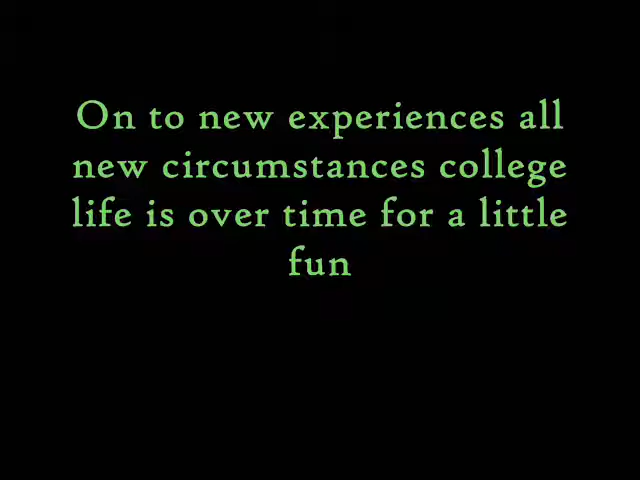 On to new experiences all
new circumstances college
life is over time for a little
fun